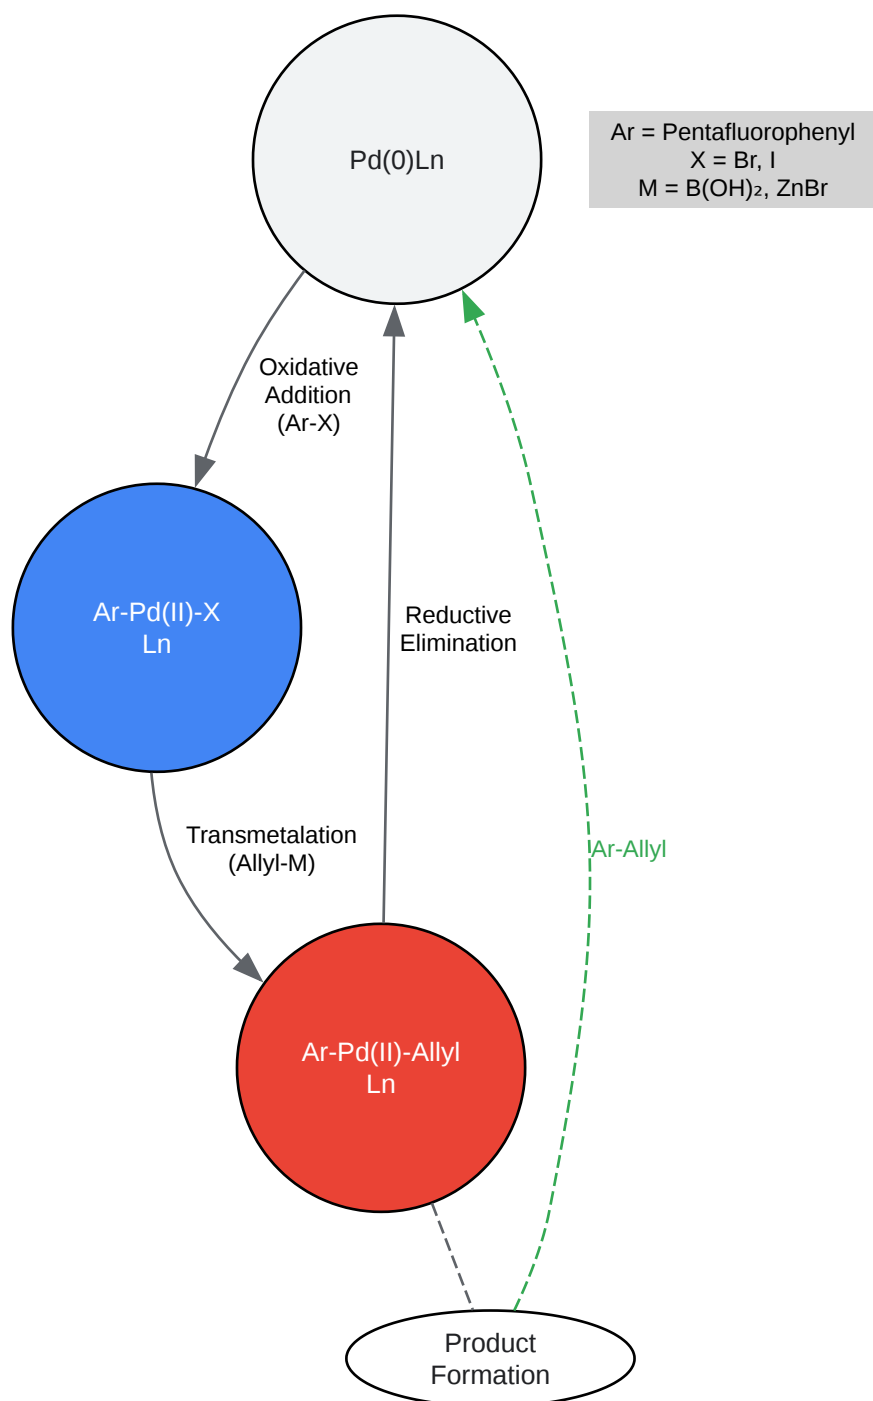 Pd(0)Ln
Ar = Pentafluorophenyl
X = Br, I
M = B(OH)₂, ZnBr
Oxidative
Addition
(Ar-X)
Ar-Pd(II)-X
Ln
Reductive
Elimination
Transmetalation
(Allyl-M)
Ar-Allyl
Ar-Pd(II)-Allyl
Ln
Product
Formation